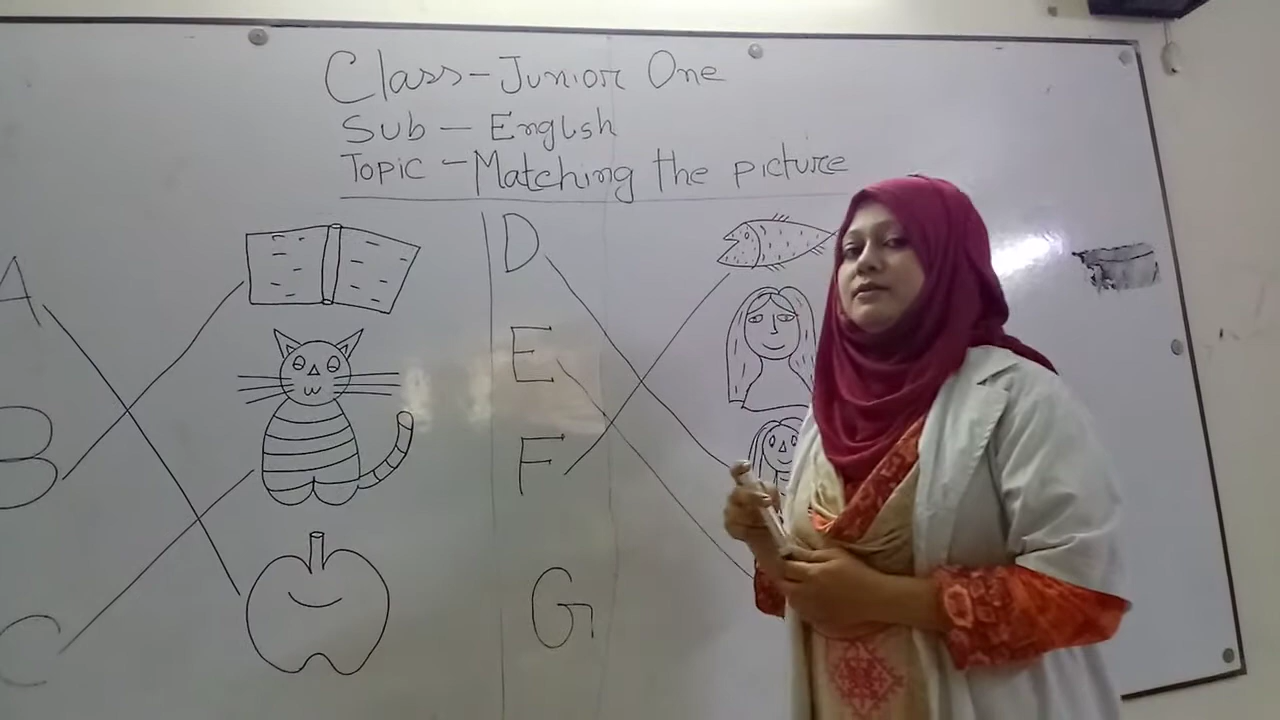 Class - Junior One
Sub - English
Topic - Matching the picture
A
B
C
D
E
F
G